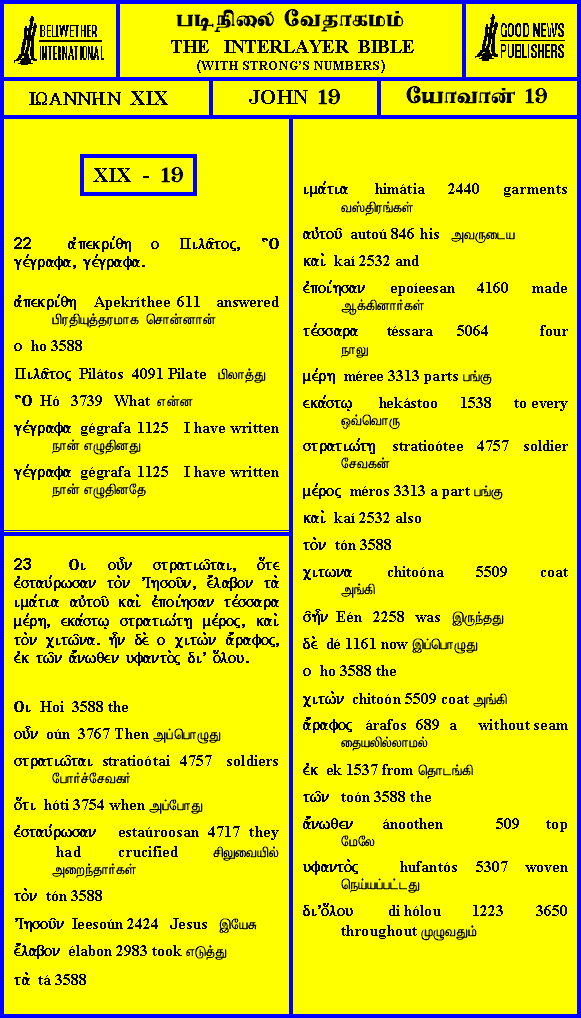 BELLWETHER
INTERNATIONAL
படிநிலை வேதாகமம்
THE INTERLAYER BIBLE
(WITH STRONG'S NUMBERS)
GOOD NEWS
PUBLISHERS
ΙΩΑΝΝΗΝ XIX
JOHN 19
யோவான் 19
XIX - 19
22 ἀπεκρίθη ο Πιλᾶτος, Ὃ
γέγραφα, γέγραφα.
ἀπεκρίθη Apekríthee 611 answered
பிரதியுத்தரமாக சொன்னான்
ο ho 3588
Πιλᾶτος Pilátos 4091 Pilate பிலாத்து
Ὃ Hó 3739 What என்ன
γέγραφα gégrafa 1125 I have written
நான் எழுதினது
γέγραφα gégrafa 1125 I have written
நான் எழுதினதே
23 Οι οὖν στρατιῶται, ὅτε
ἐσταύρωσαν τὸν Ἰησοῦν, ἔλαβον τὰ
ιμάτια αὐτοῦ καὶ ἐποίησαν τέσσαρα
μέρη, εκάστῳ στρατιώτῃ μέρος, καὶ
τὸν χιτῶνα. ἦν δὲ ο χιτὼν ἄραφος,
ἐκ τῶν ἄνωθεν υφαντὸς δι' ὅλου.
Οι Hoi 3588 the
οὖν oún 3767 Then அப்பொழுது
στρατιῶται stratioótai 4757 soldiers
போர்ச்சேவகர்
ὅτι hóti 3754 when அப்போது
ἐσταύρωσαν estaúroosan 4717 they
had crucified சிலுவையில்
அறைந்தார்கள்
τὸν tón 3588
Ἰησοῦν Ieesoún 2424 Jesus இயேசு
ἔλαβον élabon 2983 took எடுத்து
τὰ tá 3588
ιμάτια himátia 2440 garments
வஸ்திரங்கள்
αὐτοῦ autoú 846 his அவருடைய
καὶ kaí 2532 and
ἐποίησαν epoíeesan 4160 made
ஆக்கினார்கள்
τέσσαρα téssara 5064 four
நாலு
μέρη méree 3313 parts பங்கு
εκάστῳ hekástoo 1538 to every
ஒவ்வொரு
στρατιώτῃ stratioótee 4757 soldier
சேவகன்
μέρος méros 3313 a part பங்கு
καὶ kaí 2532 also
τὸν tón 3588
χιτωνα chitoóna 5509 coat
அங்கி
ἦν Eén 2258 was இருந்தது
δὲ dé 1161 now இப்பொழுது
ο ho 3588 the
χιτὼν chitoón 5509 coat அங்கி
ἄραφος árafos 689 a without seam
தையலில்லாமல்
ἐκ ek 1537 from தொடங்கி
τῶν toón 3588 the
ἄνωθεν ánoothen 509 top
மேலே
υφαντὸς hufantós 5307 woven
நெய்யப்பட்டது
δι'ὅλου di hólou 1223 3650
throughout முழுவதும்